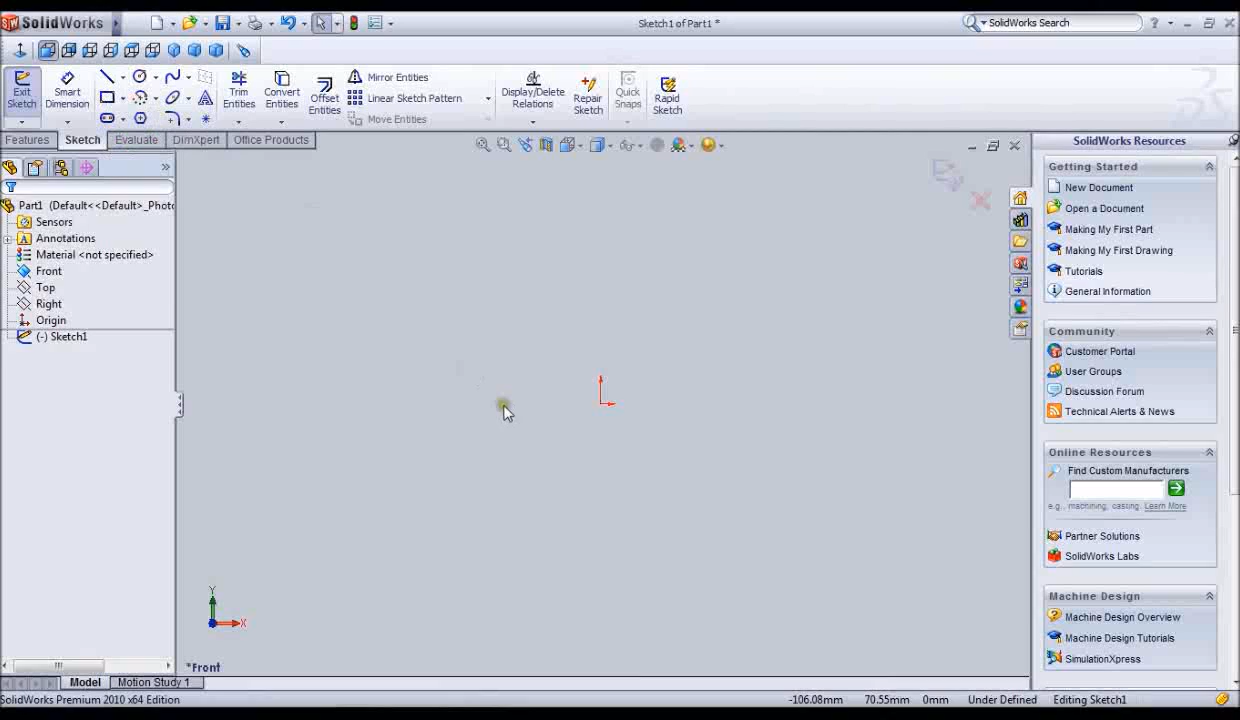 SolidWorks
Sketch1 of Part1 *
SolidWorks Search
Exit Sketch
Smart Dimension
Trim Entities
Convert Entities
Offset Entities
Mirror Entities
Linear Sketch Pattern
Move Entities
Display/Delete Relations
Repair Sketch
Quick Snaps
Rapid Sketch
Features
Sketch
Evaluate
DimXpert
Office Products
Part1 (Default<<Default>_Photo
Sensors
Annotations
Material <not specified>
Front
Top
Right
Origin
(-) Sketch1
Y
X
*Front
SolidWorks Resources
Getting Started
New Document
Open a Document
Making My First Part
Making My First Drawing
Tutorials
General Information
Community
Customer Portal
User Groups
Discussion Forum
Technical Alerts & News
Online Resources
Find Custom Manufacturers
e.g., machining, casting. Learn More
Partner Solutions
SolidWorks Labs
Machine Design
Machine Design Overview
Machine Design Tutorials
SimulationXpress
Model
Motion Study 1
SolidWorks Premium 2010 x64 Edition
-106.08mm
70.55mm
0mm
Under Defined
Editing Sketch1